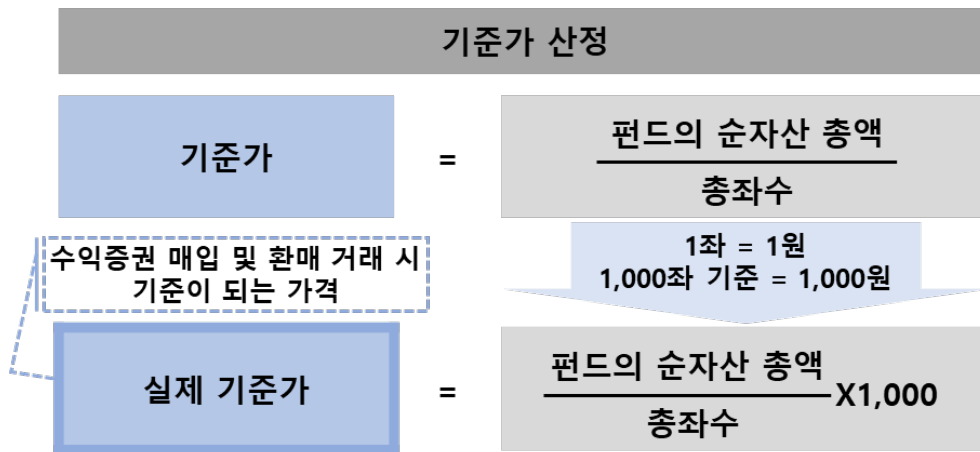 기준가 산정
기준가
=
펀드의 순자산 총액
총좌수
수익증권 매입 및 환매 거래 시
기준이 되는 가격
1좌 = 1원
1,000좌 기준 = 1,000원
실제 기준가
=
펀드의 순자산 총액
총좌수
X1,000